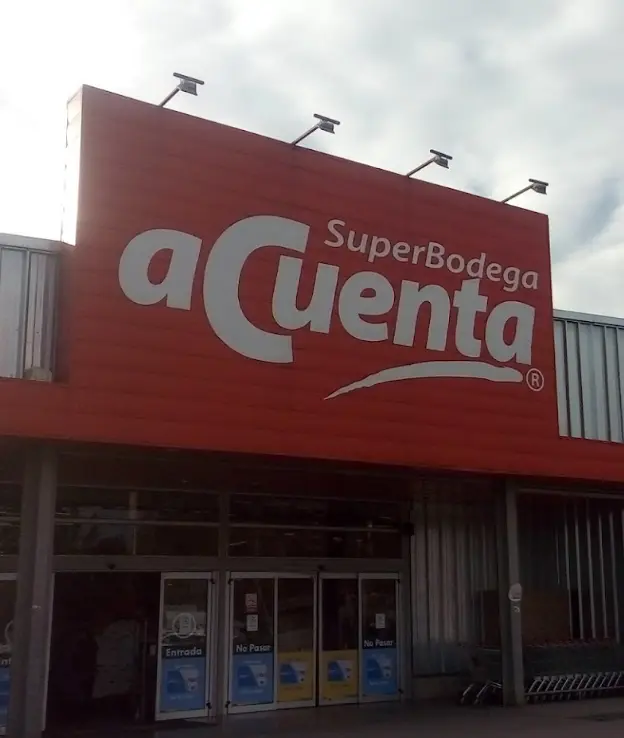 SuperBodega
aCuenta
®
Entrada
No Pasar
No Pasar